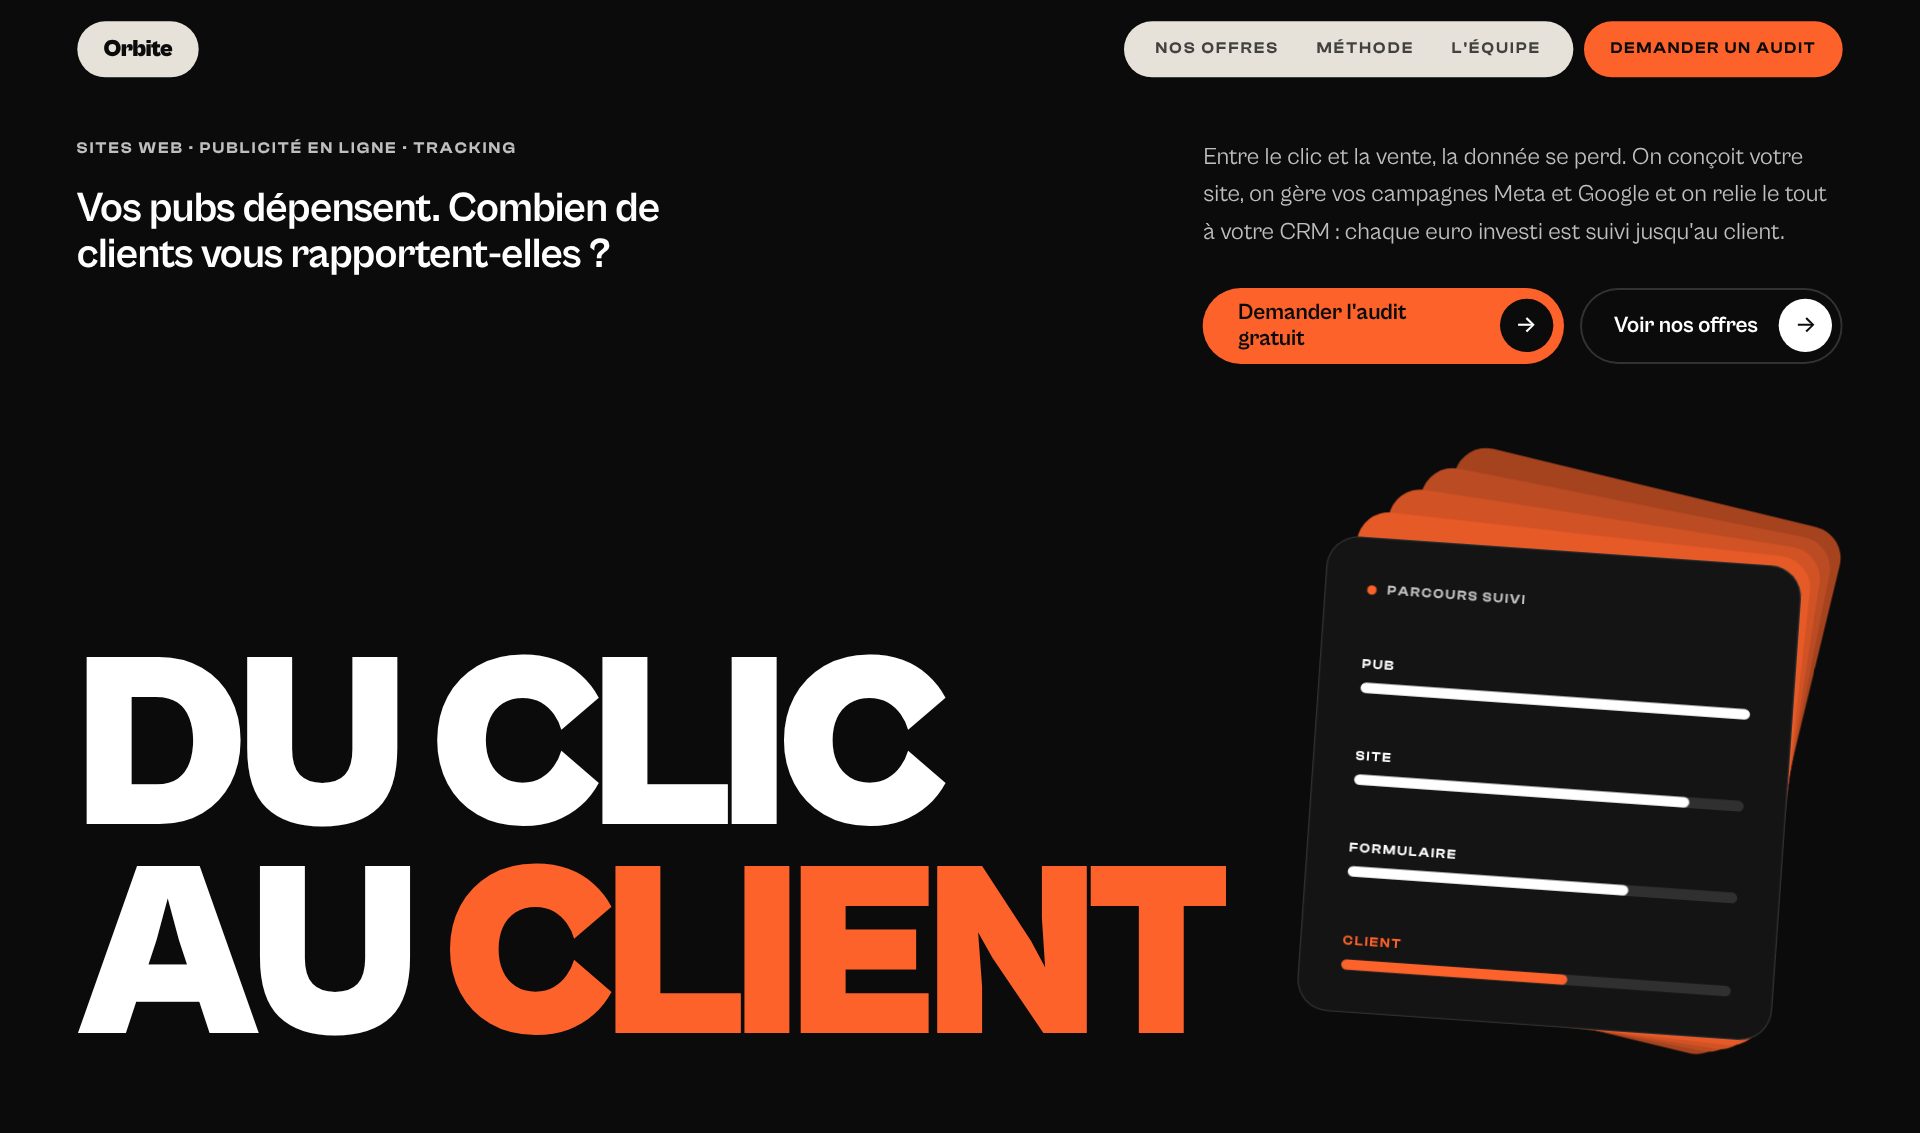 Orbite
NOS OFFRES
MÉTHODE
L'ÉQUIPE
DEMANDER UN AUDIT
SITES WEB · PUBLICITÉ EN LIGNE · TRACKING
Vos pubs dépensent. Combien de
clients vous rapportent-elles ?
Entre le clic et la vente, la donnée se perd. On conçoit votre
site, on gère vos campagnes Meta et Google et on relie le tout
à votre CRM : chaque euro investi est suivi jusqu'au client.
Demander l'audit
gratuit
Voir nos offres
DU CLIC
AU CLIENT
PARCOURS SUIVI
PUB
SITE
FORMULAIRE
CLIENT